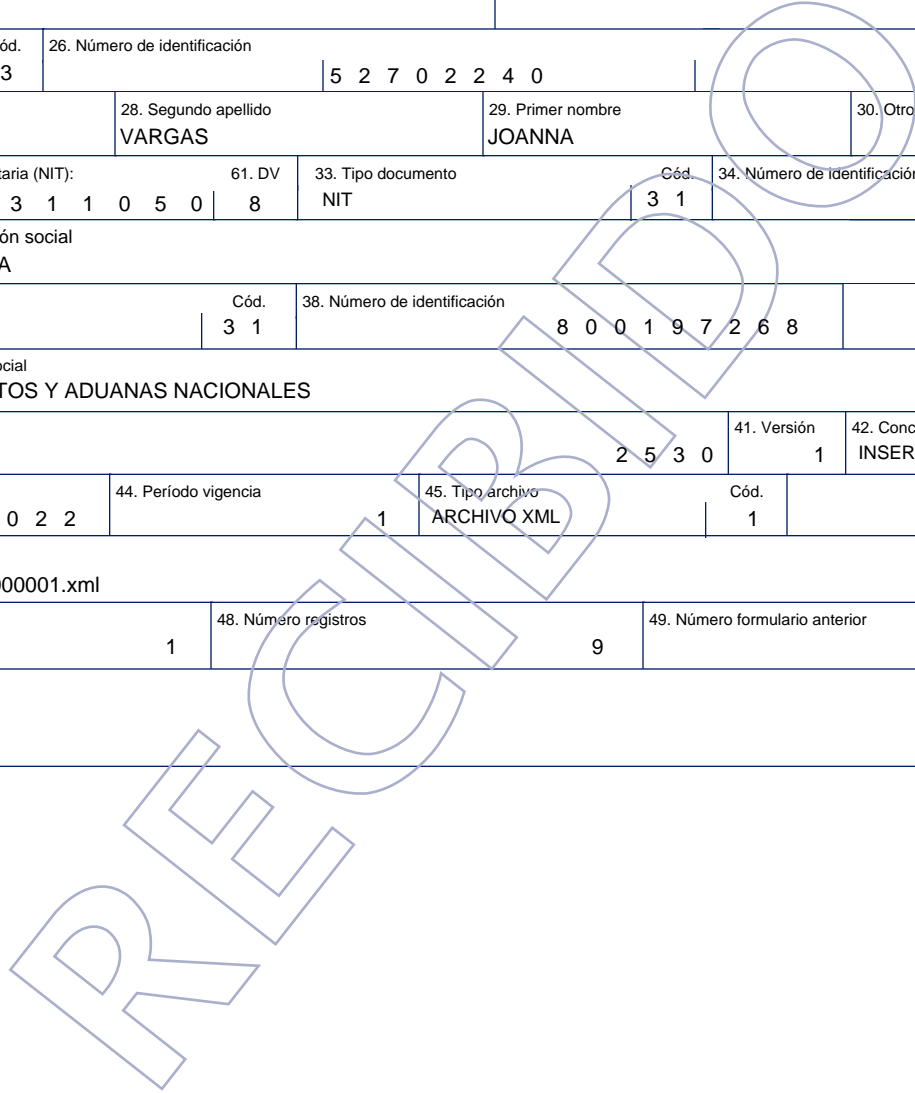 ód. 26. Número de identificación
3 5 2 7 0 2 2 4 0
28. Segundo apellido 29. Primer nombre 30. Otro
VARGAS JOANNA
taria (NIT): 61. DV 33. Tipo documento Cód. 34. Número de identificación
3 1 1 0 5 0 8 NIT 3 1
ón social
A
Cód. 38. Número de identificación
3 1 8 0 0 1 9 7 2 6 8
ocial
TOS Y ADUANAS NACIONALES
41. Versión 42. Conc
2 5 3 0 1 INSER
44. Período vigencia 45. Tipo archivo Cód.
0 2 2 1 ARCHIVO XML 1
000001.xml
48. Número registros 49. Número formulario anterior
1 9
RECIBIDO